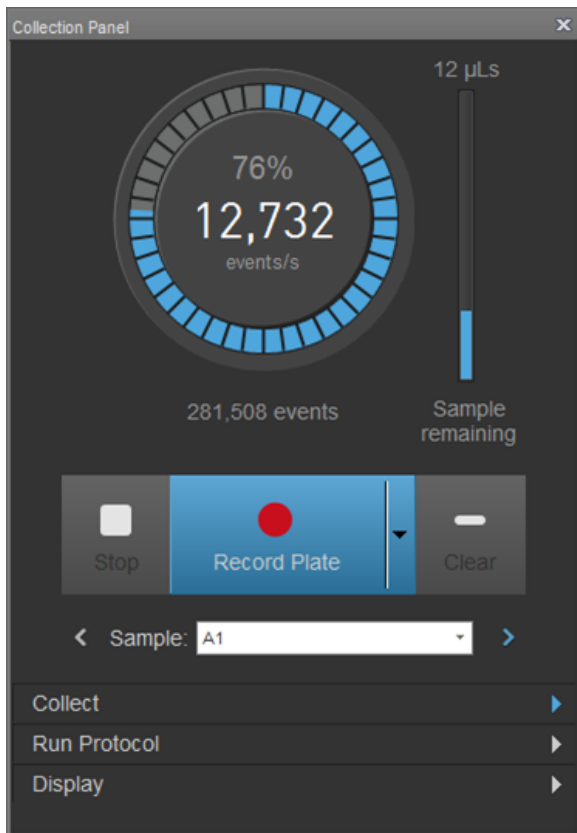 Collection Panel
12 µLs
76%
12,732
events/s
281,508 events
Sample
remaining
Stop
Record Plate
Clear
Sample:
A1
Collect
Run Protocol
Display